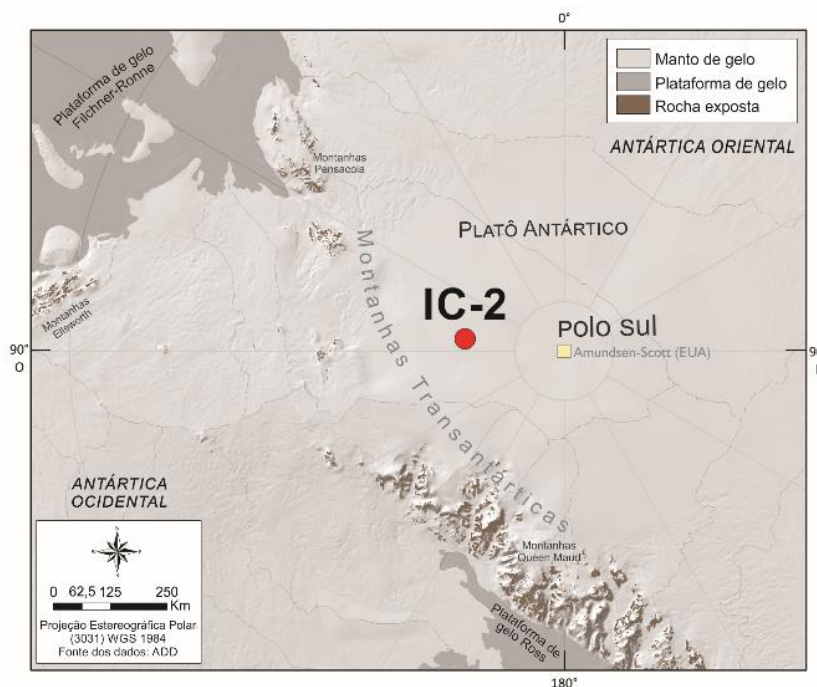 0°
Manto de gelo
Plataforma de gelo
Rocha exposta
Plataforma de gelo
Filchner-Ronne
ANTÁRTICA ORIENTAL
Montanhas
Pensacola
PLATÔ ANTÁRTICO
Montanhas Transantárticas
IC-2
Polo Sul
Montanhas
Ellsworth
90°
O
Amundsen-Scott (EUA)
ANTÁRTICA
OCIDENTAL
Montanhas
Queen Maud
0 62,5 125 250
Km
Projeção Estereográfica Polar
(3031) WGS 1984
Fonte dos dados: ADD
Plataforma de
gelo Ross
180°